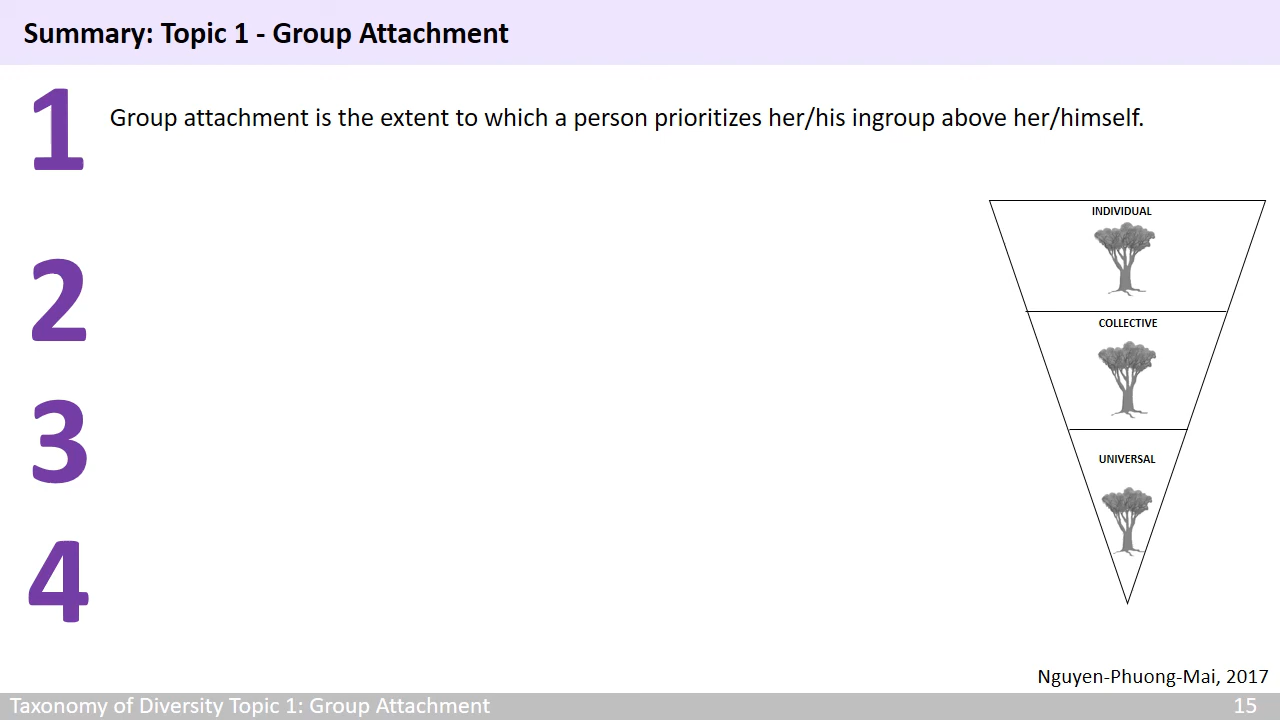 Summary: Topic 1 - Group Attachment
1
Group attachment is the extent to which a person prioritizes her/his ingroup above her/himself.
2
3
4
INDIVIDUAL
COLLECTIVE
UNIVERSAL
Nguyen-Phuong-Mai, 2017
Taxonomy of Diversity Topic 1: Group Attachment
15